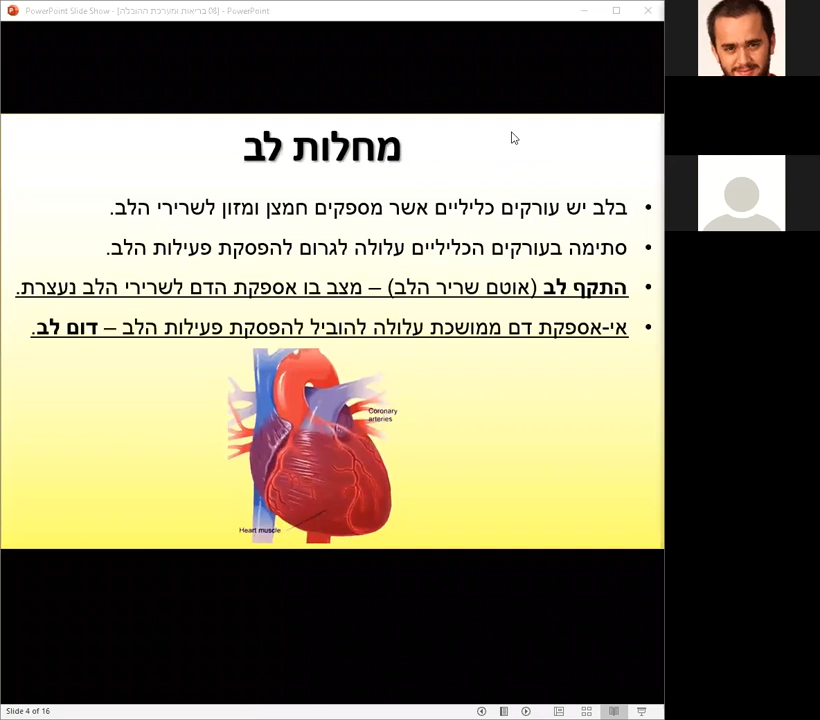 PowerPoint Slide Show - [08 בריאות ומערכת ההובלה] - PowerPoint
מחלות לב
• בלב יש עורקים כליליים אשר מספקים חמצן ומזון לשרירי הלב.
• סתימה בעורקים הכליליים עלולה לגרום להפסקת פעילות הלב.
• התקף לב (אוטם שריר הלב) – מצב בו אספקת הדם לשרירי הלב נעצרת.
• אי-אספקת דם ממושכת עלולה להוביל להפסקת פעילות הלב – דום לב.
Coronary
arteries
Heart muscle
Slide 4 of 16